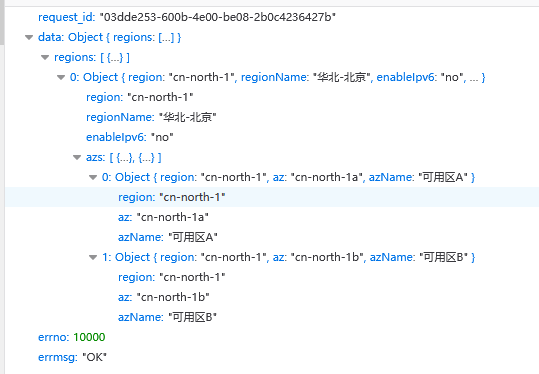 request_id: "03dde253-600b-4e00-be08-2b0c4236427b"
data: Object { regions: […] }
regions: [ {…} ]
0: Object { region: "cn-north-1", regionName: "华北-北京", enableIpv6: "no", … }
region: "cn-north-1"
regionName: "华北-北京"
enableIpv6: "no"
azs: [ {…}, {…} ]
0: Object { region: "cn-north-1", az: "cn-north-1a", azName: "可用区A" }
region: "cn-north-1"
az: "cn-north-1a"
azName: "可用区A"
1: Object { region: "cn-north-1", az: "cn-north-1b", azName: "可用区B" }
region: "cn-north-1"
az: "cn-north-1b"
azName: "可用区B"
errno: 10000
errmsg: "OK"